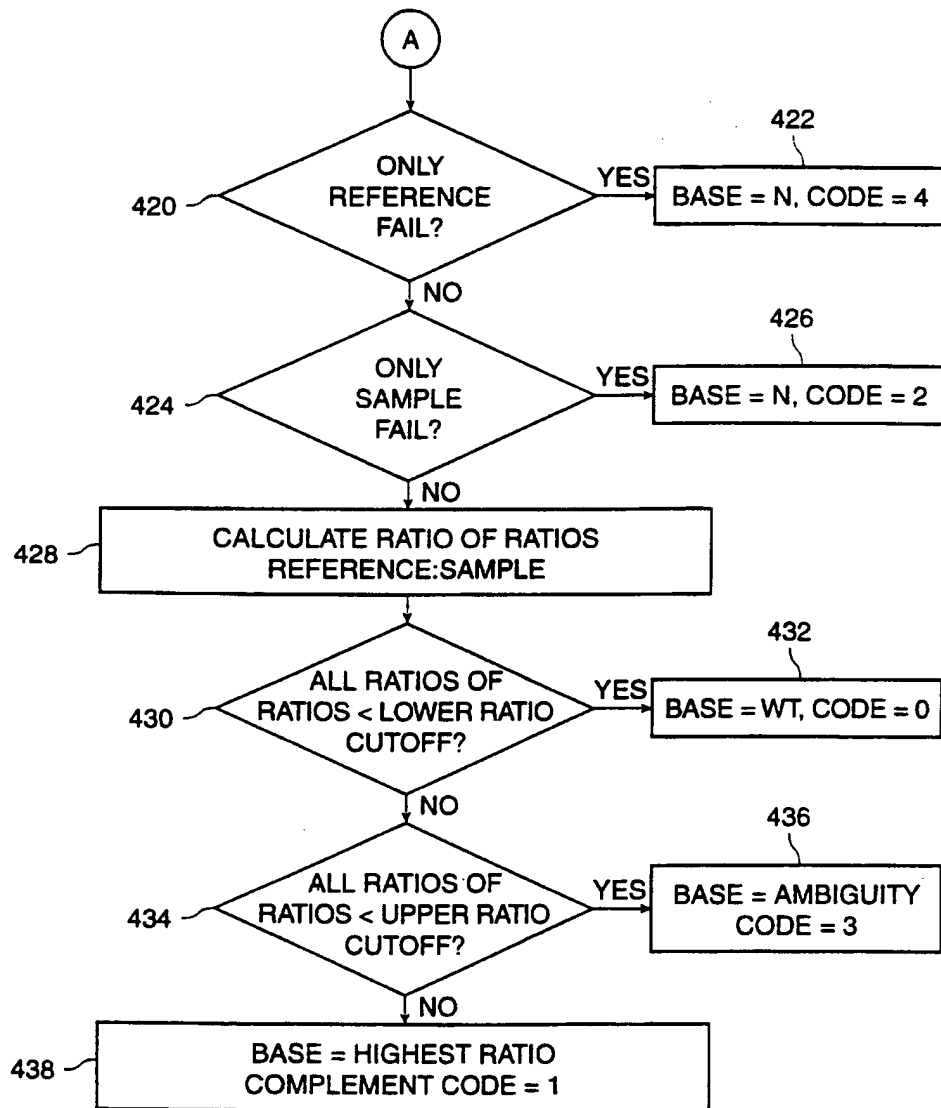 A
ONLY
REFERENCE
FAIL?
420
YES
422
BASE = N, CODE = 4
NO
ONLY
SAMPLE
FAIL?
424
YES
426
BASE = N, CODE = 2
NO
CALCULATE RATIO OF RATIOS
REFERENCE:SAMPLE
428
ALL RATIOS OF
RATIOS < LOWER RATIO
CUTOFF?
430
YES
432
BASE = WT, CODE = 0
NO
ALL RATIOS OF
RATIOS < UPPER RATIO
CUTOFF?
434
YES
436
BASE = AMBIGUITY
CODE = 3
NO
BASE = HIGHEST RATIO
COMPLEMENT CODE = 1
438